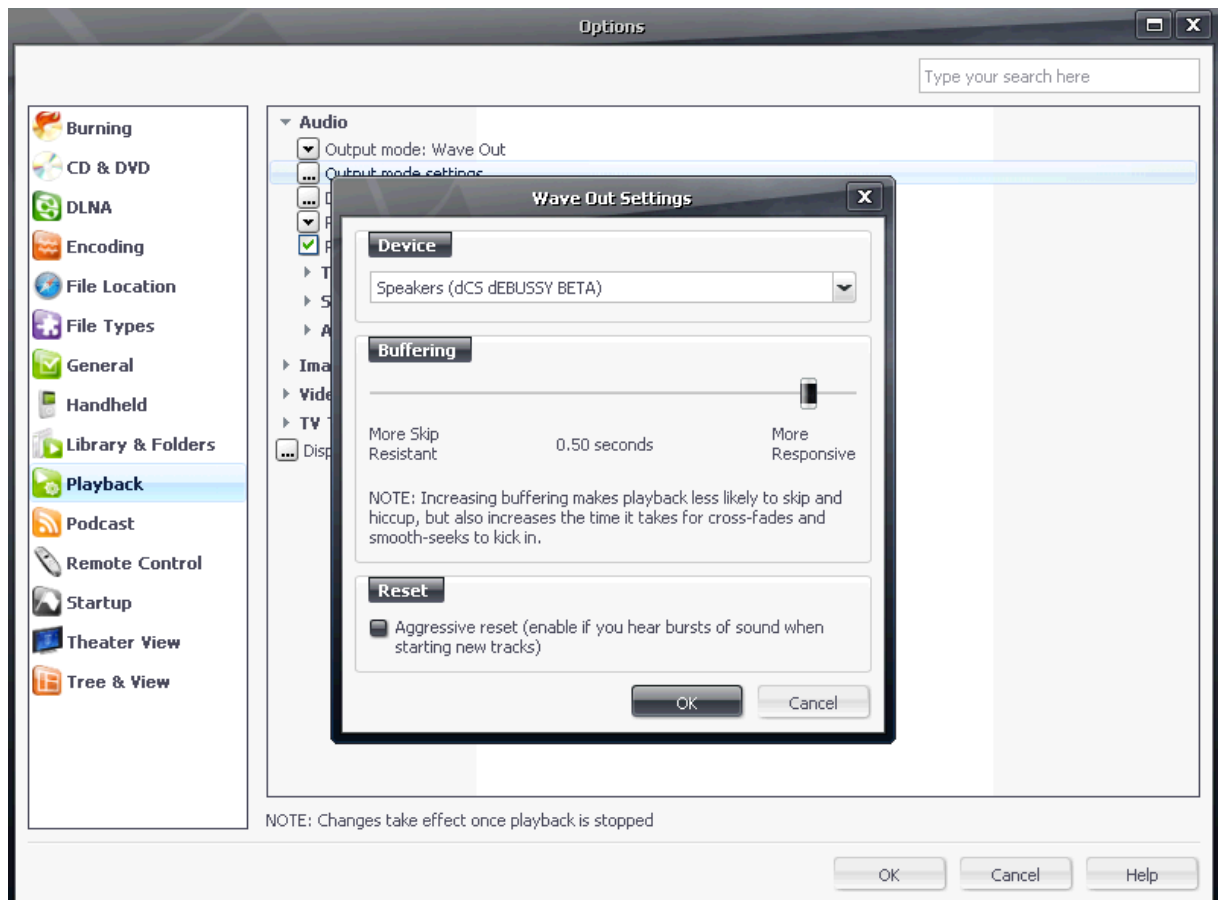 Options
Type your search here
Burning
CD & DVD
DLNA
Encoding
File Location
File Types
General
Handheld
Library & Folders
Playback
Podcast
Remote Control
Startup
Theater View
Tree & View
Audio
Output mode: Wave Out
Output mode settings
TV
Wave Out Settings
Device
Speakers (dCS dEBUSSY BETA)
Buffering
More Skip
Resistant
0.50 seconds
More
Responsive
NOTE: Increasing buffering makes playback less likely to skip and
hiccup, but also increases the time it takes for cross-fades and
smooth-seeks to kick in.
Reset
Aggressive reset (enable if you hear bursts of sound when
starting new tracks)
OK
Cancel
NOTE: Changes take effect once playback is stopped
OK
Cancel
Help